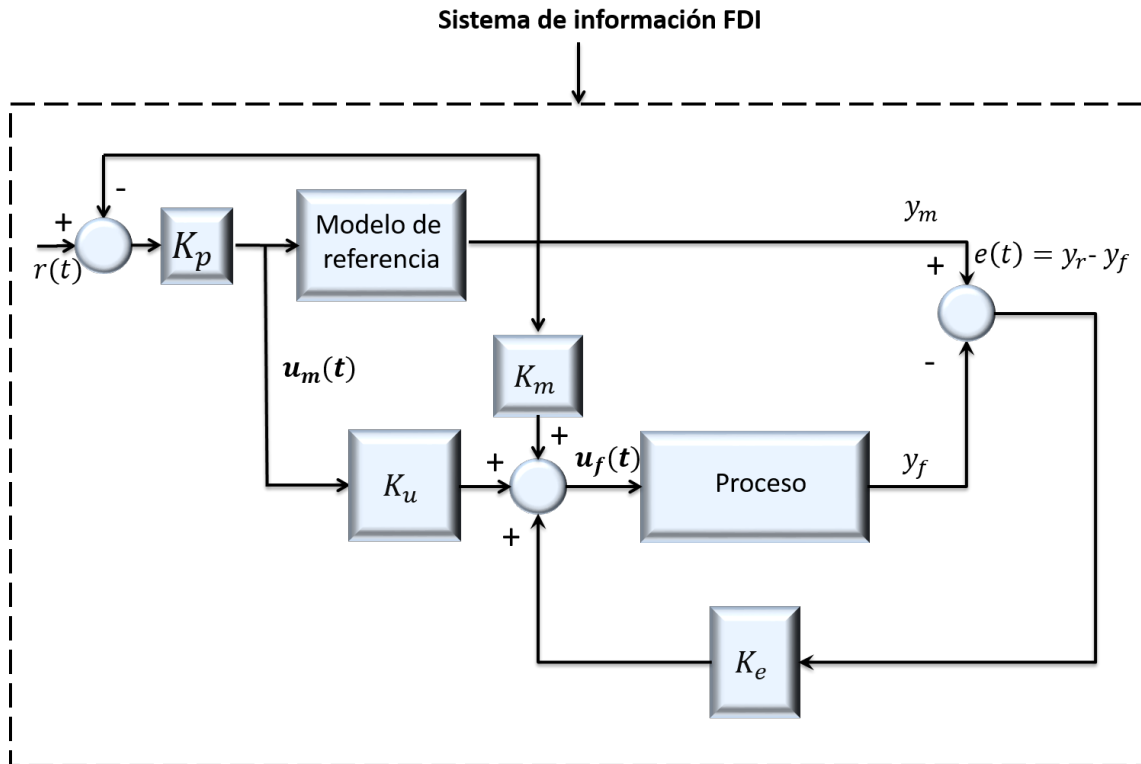 Sistema de información FDI
-
+
r(t)
K_p
Modelo de
referencia
y_m
+
e(t) = y_r- y_f
-
u_m(t)
K_m
+
+
u_f(t)
K_u
+
Proceso
y_f
K_e